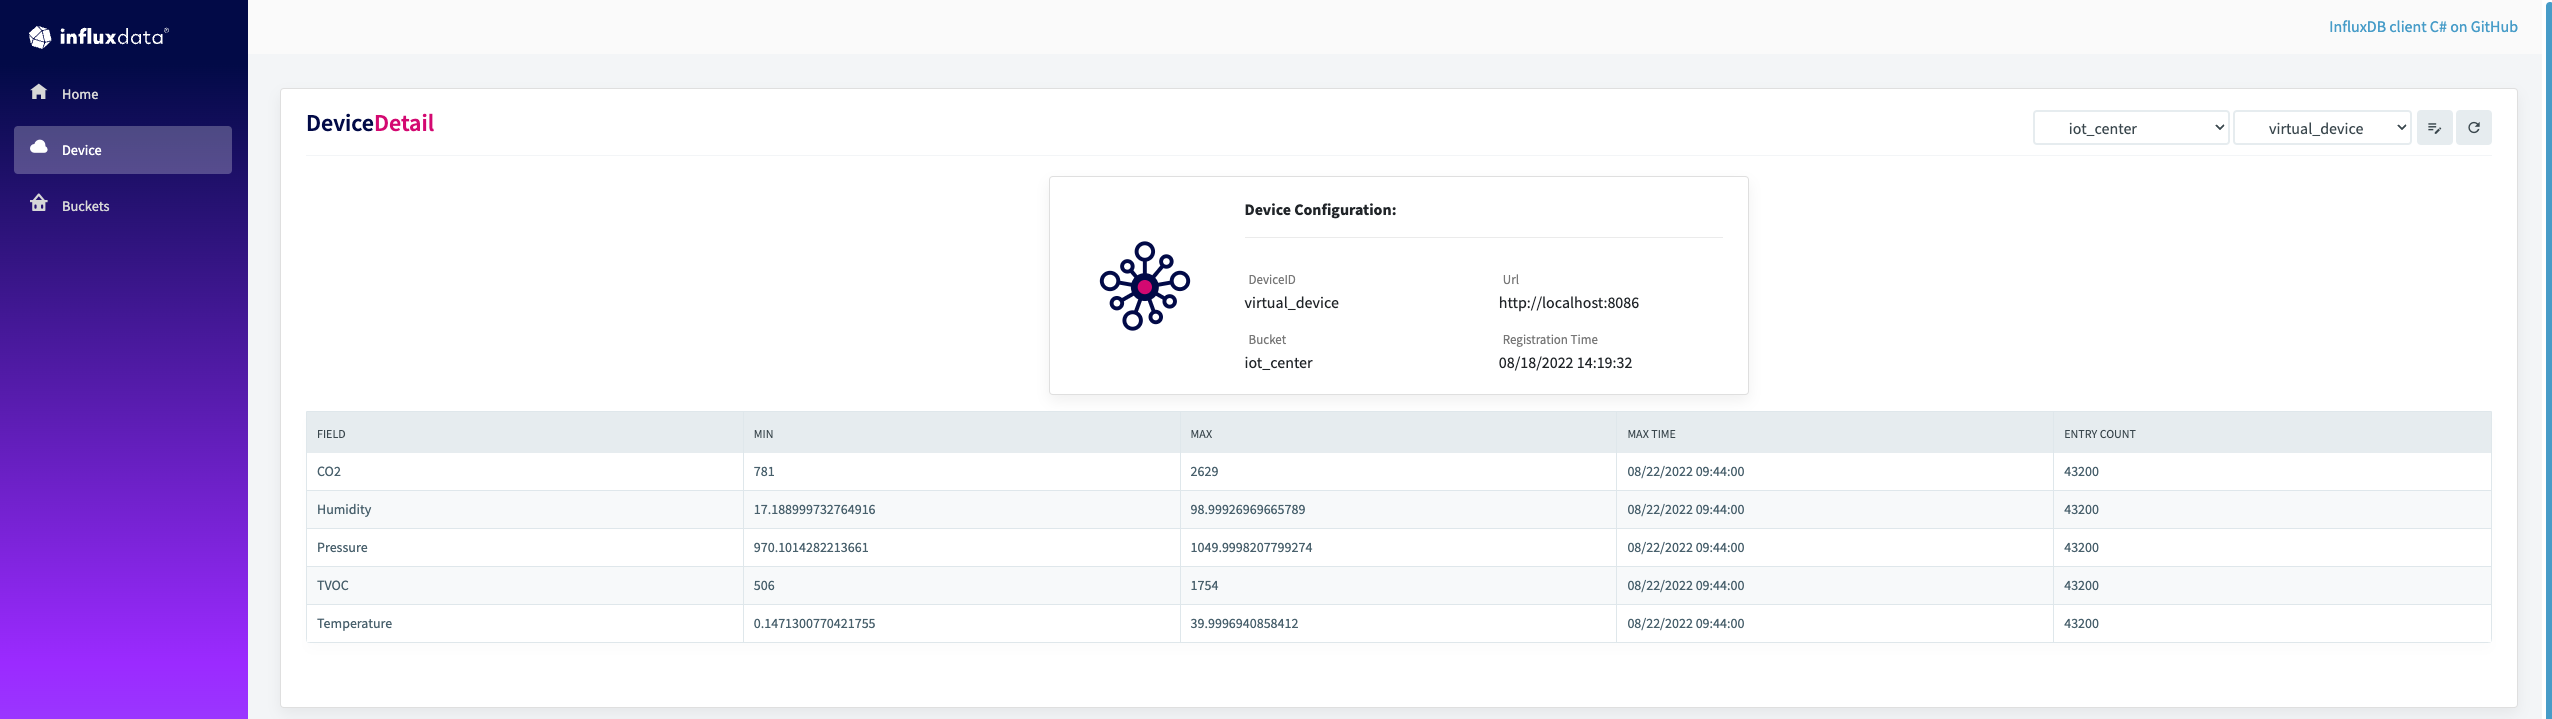 influxdata®
InfluxDB client C# on GitHub
Home
Device
Buckets
DeviceDetail
iot_center virtual_device
Device Configuration:
DeviceID Url
virtual_device http://localhost:8086
Bucket Registration Time
iot_center 08/18/2022 14:19:32
FIELD MIN MAX MAX TIME ENTRY COUNT
CO2 781 2629 08/22/2022 09:44:00 43200
Humidity 17.188999732764916 98.99926969665789 08/22/2022 09:44:00 43200
Pressure 970.1014282213661 1049.9998207799274 08/22/2022 09:44:00 43200
TVOC 506 1754 08/22/2022 09:44:00 43200
Temperature 0.1471300770421755 39.9996940858412 08/22/2022 09:44:00 43200